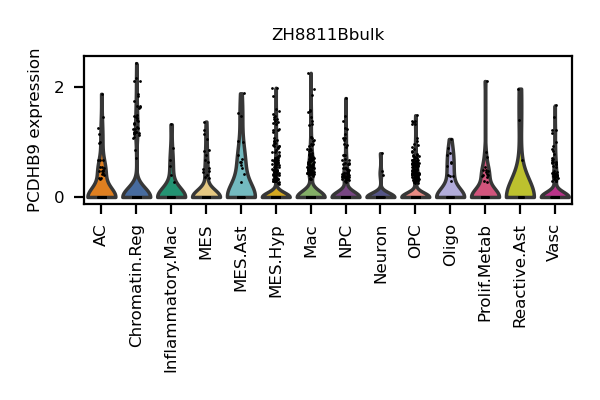 ZH8811Bbulk
PCDHB9 expression
2
0
AC
Chromatin.Reg
Inflammatory.Mac
MES
MES.Ast
MES.Hyp
Mac
NPC
Neuron
OPC
Oligo
Prolif.Metab
Reactive.Ast
Vasc